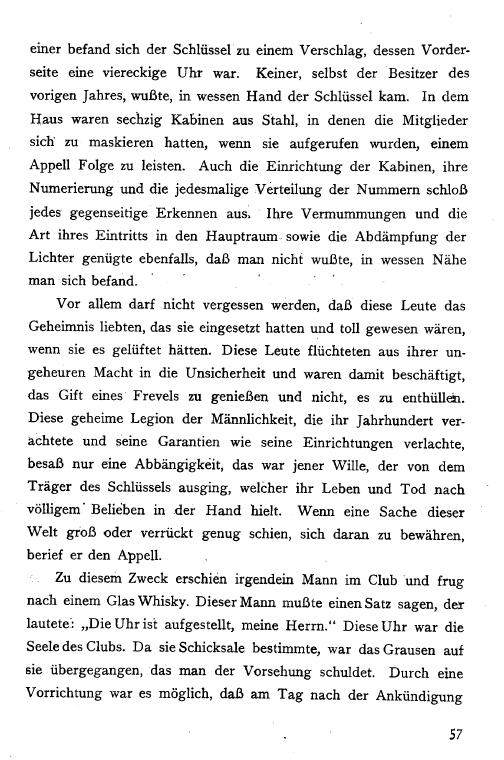 einer befand sich der Schlüssel zu einem Verschlag, dessen Vorder-
seite eine viereckige Uhr war. Keiner, selbst der Besitzer des
vorigen Jahres, wußte, in wessen Hand der Schlüssel kam. In dem
Haus waren sechzig Kabinen aus Stahl, in denen die Mitglieder
sich zu maskieren hatten, wenn sie aufgerufen wurden, einem
Appell Folge zu leisten. Auch die Einrichtung der Kabinen, ihre
Numerierung und die jedesmalige Verteilung der Nummern schloß
jedes gegenseitige Erkennen aus. Ihre Vermummungen und die
Art ihres Eintritts in den Hauptraum sowie die Abdämpfung der
Lichter genügte ebenfalls, daß man nicht wußte, in wessen Nähe
man sich befand.
Vor allem darf nicht vergessen werden, daß diese Leute das
Geheimnis liebten, das sie eingesetzt hatten und toll gewesen wären,
wenn sie es gelüftet hätten. Diese Leute flüchteten aus ihrer un-
geheuren Macht in die Unsicherheit und waren damit beschäftigt,
das Gift eines Frevels zu genießen und nicht, es zu enthüllen.
Diese geheime Legion der Männlichkeit, die ihr Jahrhundert ver-
achtete und seine Garantien wie seine Einrichtungen verlachte,
besaß nur eine Abbängigkeit, das war jener Wille, der von dem
Träger des Schlüssels ausging, welcher ihr Leben und Tod nach
völligem Belieben in der Hand hielt. Wenn eine Sache dieser
Welt groß oder verrückt genug schien, sich daran zu bewähren,
berief er den Appell.
Zu diesem Zweck erschien irgendein Mann im Club und frug
nach einem Glas Whisky. Dieser Mann mußte einen Satz sagen, der
lautete: „Die Uhr ist aufgestellt, meine Herrn." Diese Uhr war die
Seele des Clubs. Da sie Schicksale bestimmte, war das Grausen auf
sie übergegangen, das man der Vorsehung schuldet. Durch eine
Vorrichtung war es möglich, daß am Tag nach der Ankündigung
57